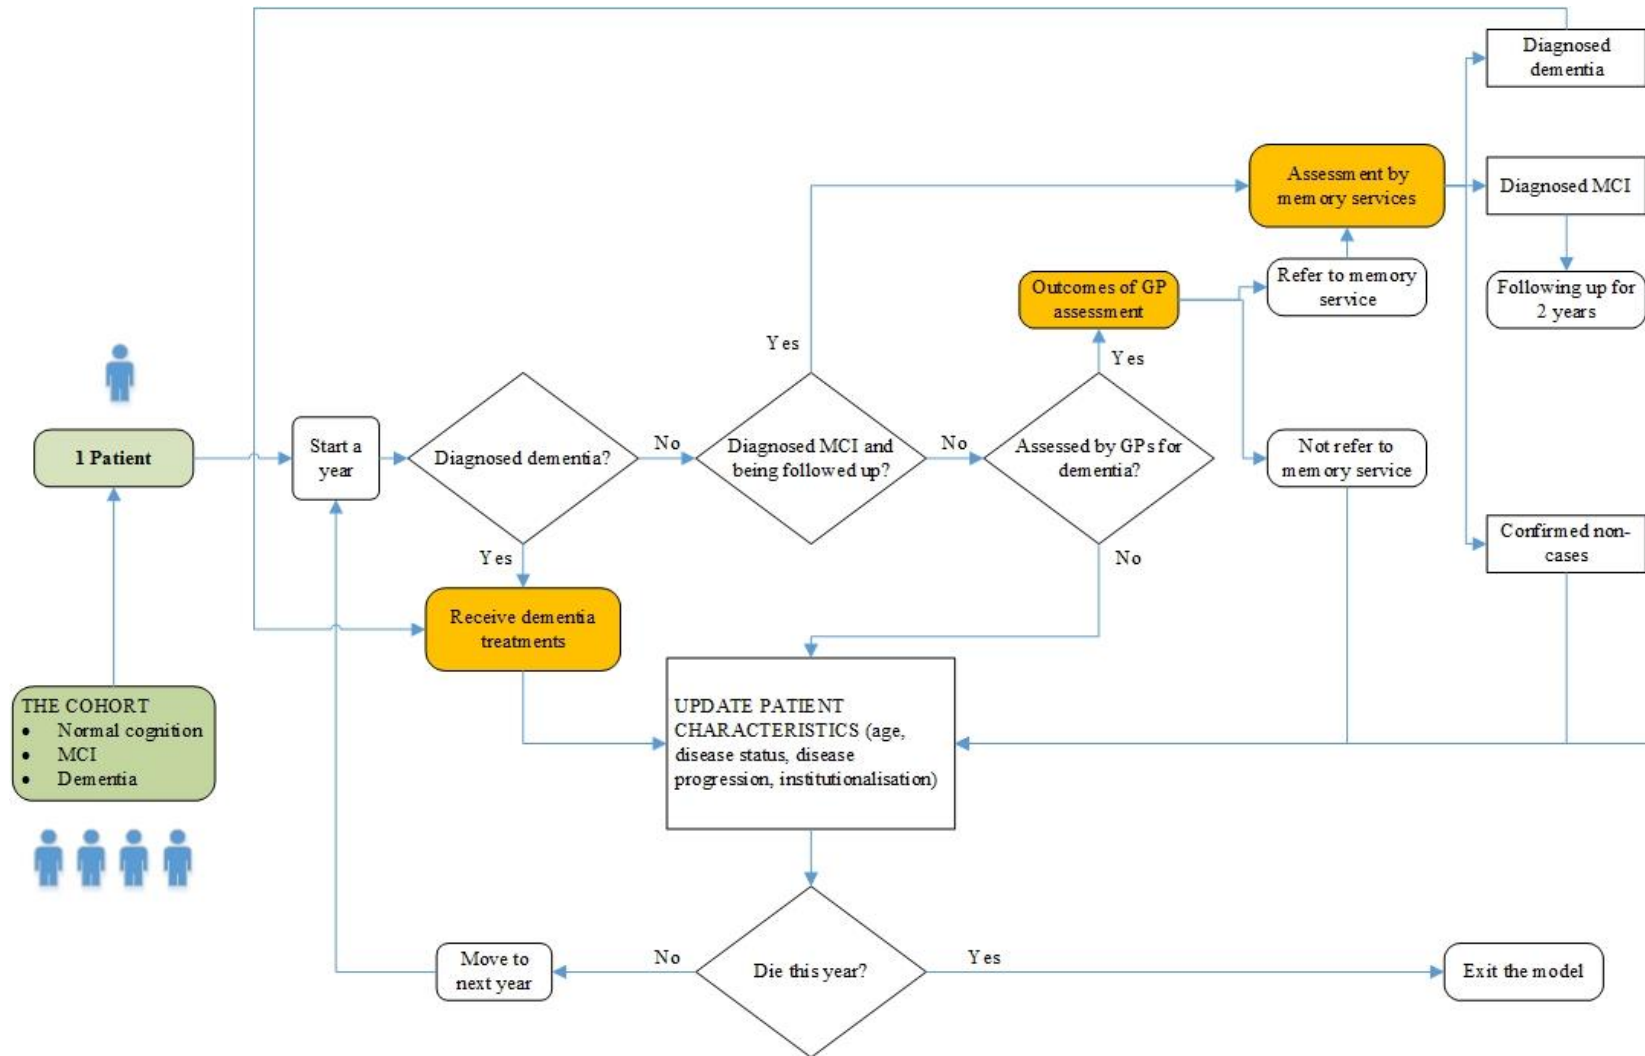 Diagnosed
dementia
Assessment by
memory services
Diagnosed MCI
Yes
Outcomes of GP
assessment
Refer to memory
service
Following up for
2 years
Yes
1 Patient
Start a
year
Diagnosed dementia?
No
Diagnosed MCI and
being followed up?
No
Assessed by GPs for
dementia?
Not refer to
memory service
Yes
No
Confirmed non-
cases
Receive dementia
treatments
THE COHORT
• Normal cognition
• MCI
• Dementia
UPDATE PATIENT
CHARACTERISTICS (age,
disease status, disease
progression, institutionalisation)
Move to
next year
No
Die this year?
Yes
Exit the model